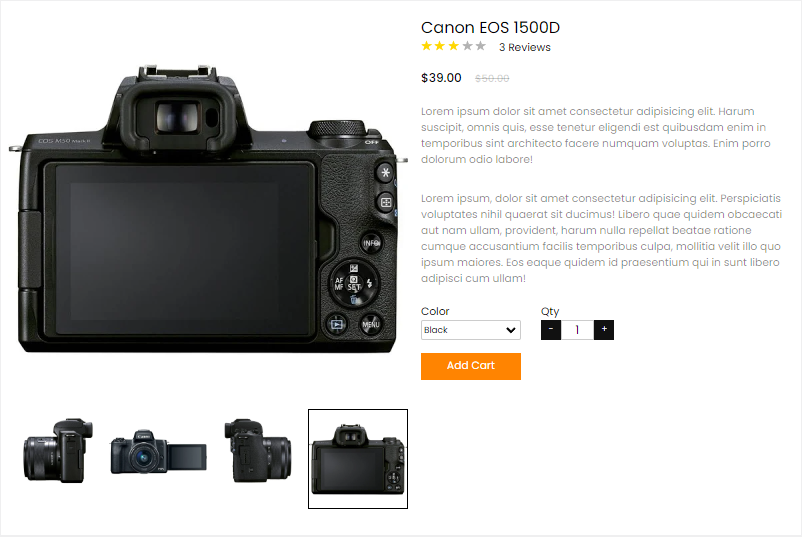 Canon EOS 1500D
3 Reviews
$39.00 $50.00
Lorem ipsum dolor sit amet consectetur adipisicing elit. Harum
suscipit, omnis quis, esse tenetur eligendi est quibusdam enim in
temporibus sint architecto facere numquam voluptas. Enim porro
dolorum odio labore!
Lorem ipsum, dolor sit amet consectetur adipisicing elit. Perspiciatis
voluptates nihil quaerat sit ducimus! Libero quae quidem obcaecati
aut nam ullam, provident, harum nulla repellat beatae ratione
cumque accusantium facilis temporibus culpa, mollitia velit illo quo
ipsum maiores. Eos eaque quidem id praesentium qui in sunt libero
adipisci cum ullam!
Color Qty
Black - 1 +
Add Cart
EOS M50 Mark II
OFF
INFO
AF
MF
SET
MENU